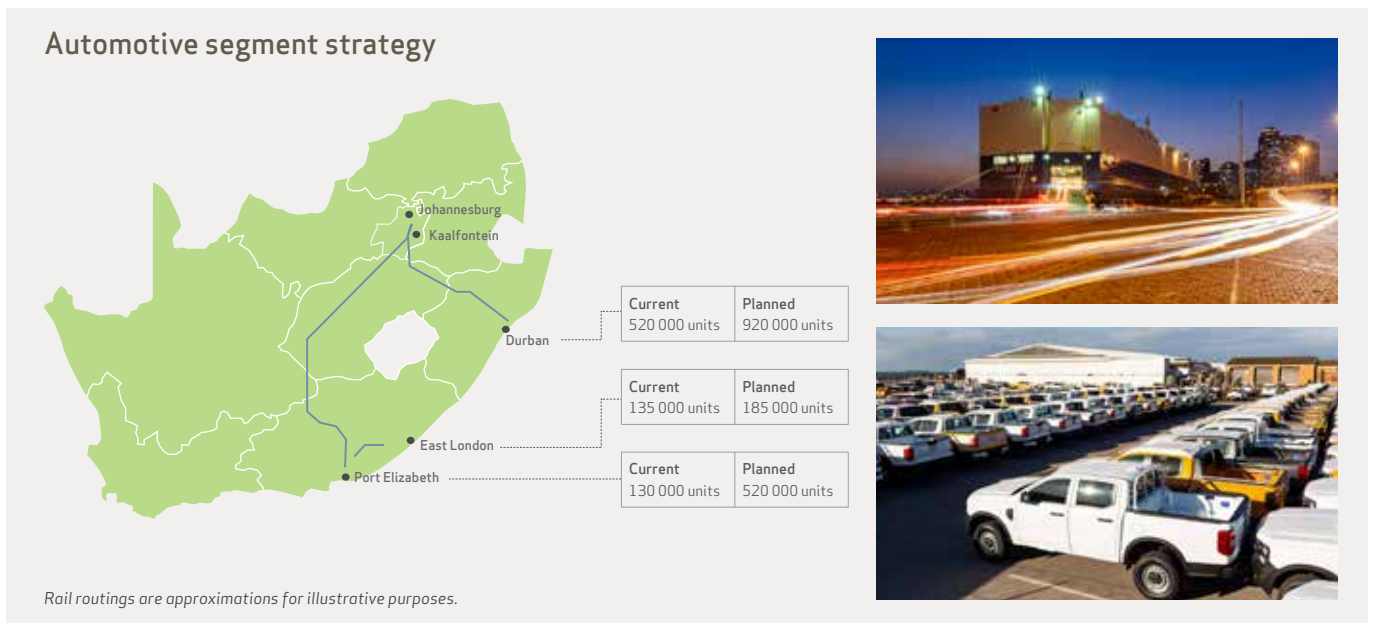 Automotive segment strategy
Johannesburg
Kaalfontein
Current
520 000 units
Planned
920 000 units
Durban
Current
135 000 units
Planned
185 000 units
East London
Current
130 000 units
Planned
520 000 units
Port Elizabeth
Rail routings are approximations for illustrative purposes.